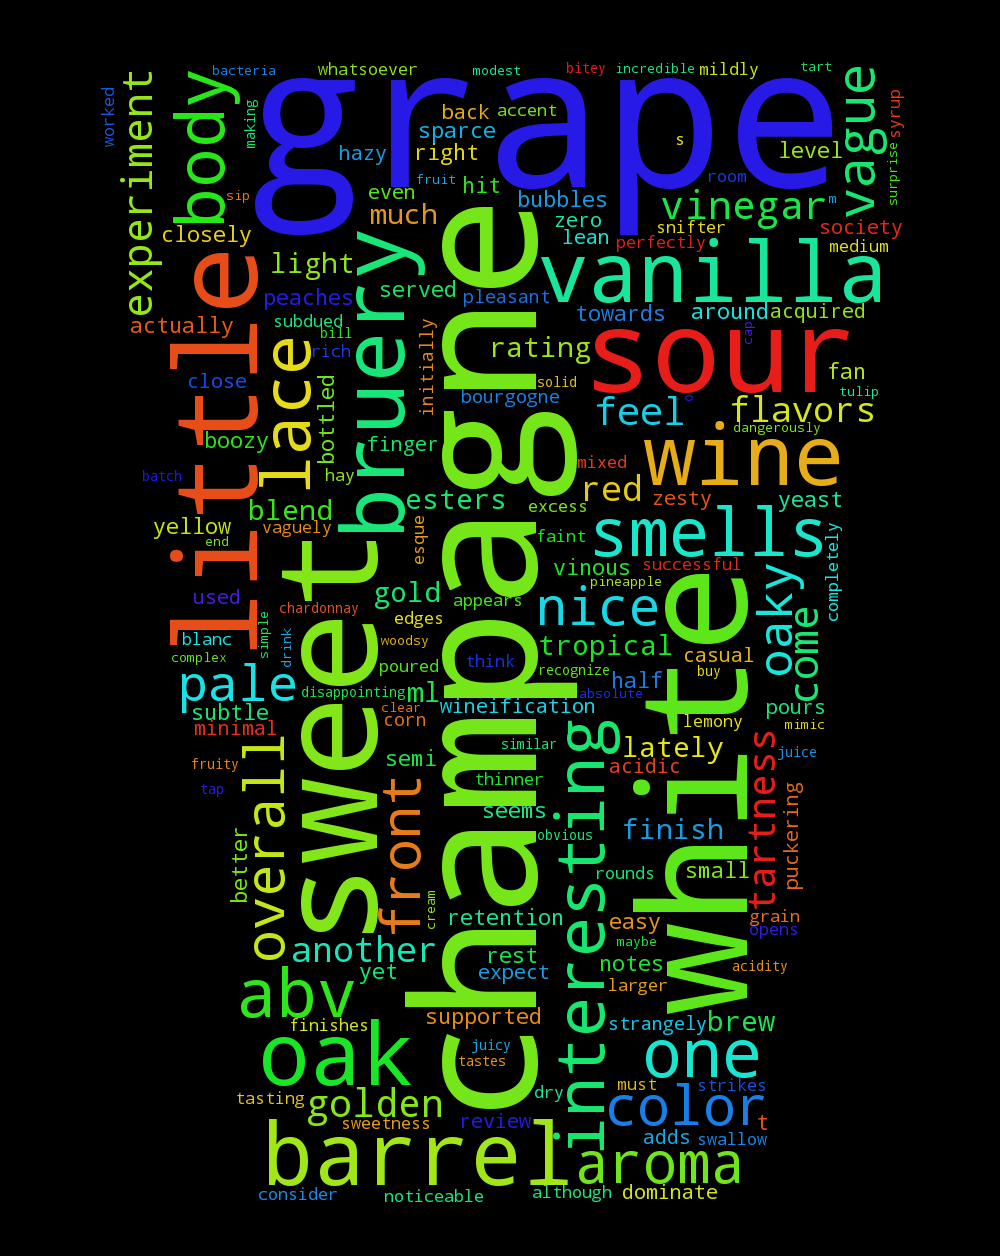 grape
champagne
white
sweet
little
sour
barrel
vanilla
wine
oak
bruery
smells
interesting
body
nice
one
abv
lace
vague
overall
front
aroma
color
pale
oaky
come
experiment
tartness
vinegar
another
golden
feel
flavors
red
tropical
blend
gold
esters
rating
light
much
ml
finish
lately
brew
bacteria
whatsoever
modest
bitey
incredible
mildly
tart
worked
making
back
accent
sparce
hazy
right
s
level
syrup
surprise
room
fruit
even
hit
sip
closely
bubbles
zero
lean
snifter
perfectly
m
society
medium
served
pleasant
peaches
towards
around
acquired
actually
subdued
bill
rich
initially
cap
fan
tulip
close
solid
bourgogne
dangerously
boozy
bottled
finger
hay
mixed
batch
zesty
yeast
excess
yellow
end
vaguely
esque
faint
vinous
successful
completely
pineapple
used
appears
chardonnay
edges
blanc
simple
drink
woodsy
complex
poured
think
recognize
casual
buy
disappointing
absolute
half
subtle
clear
corn
wineification
pours
minimal
lemony
mimic
fruity
semi
similar
acidic
juice
tap
thinner
seems
obvious
puckering
better
rounds
small
cream
retention
easy
grain
opens
maybe
yet
rest
expect
notes
acidity
larger
finishes
supported
strangely
juicy
tastes
tasting
dry
must
strikes
sweetness
review
t
adds
swallow
consider
noticeable
although
dominate
°